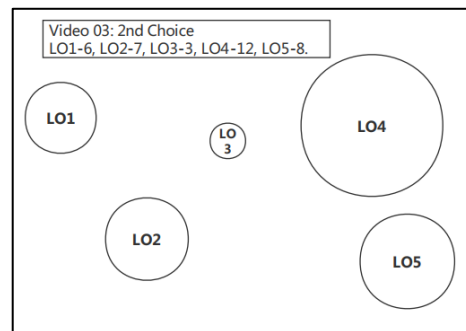 Video 03: 2nd Choice
LO1-6, LO2-7, LO3-3, LO4-12, LO5-8.
LO1
LO
3
LO4
LO2
LO5